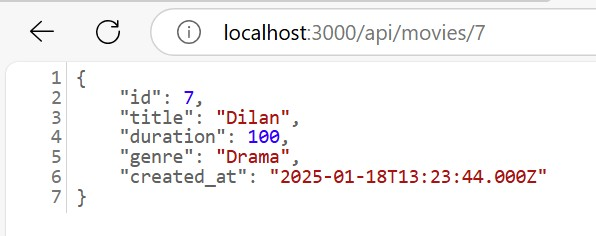 localhost:3000/api/movies/7
1 {
2     "id": 7,
3     "title": "Dilan",
4     "duration": 100,
5     "genre": "Drama",
6     "created_at": "2025-01-18T13:23:44.000Z"
7 }